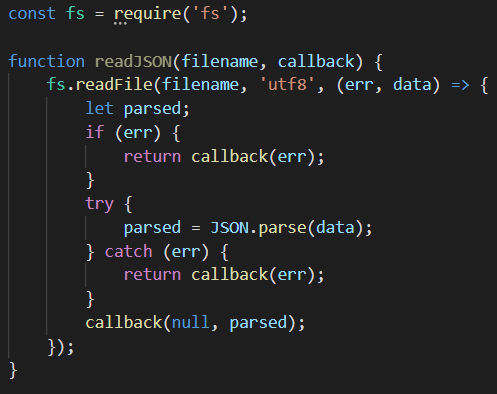 const fs = require('fs');

function readJSON(filename, callback) {
    fs.readFile(filename, 'utf8', (err, data) => {
        let parsed;
        if (err) {
            return callback(err);
        }
        try {
            parsed = JSON.parse(data);
        } catch (err) {
            return callback(err);
        }
        callback(null, parsed);
    });
}